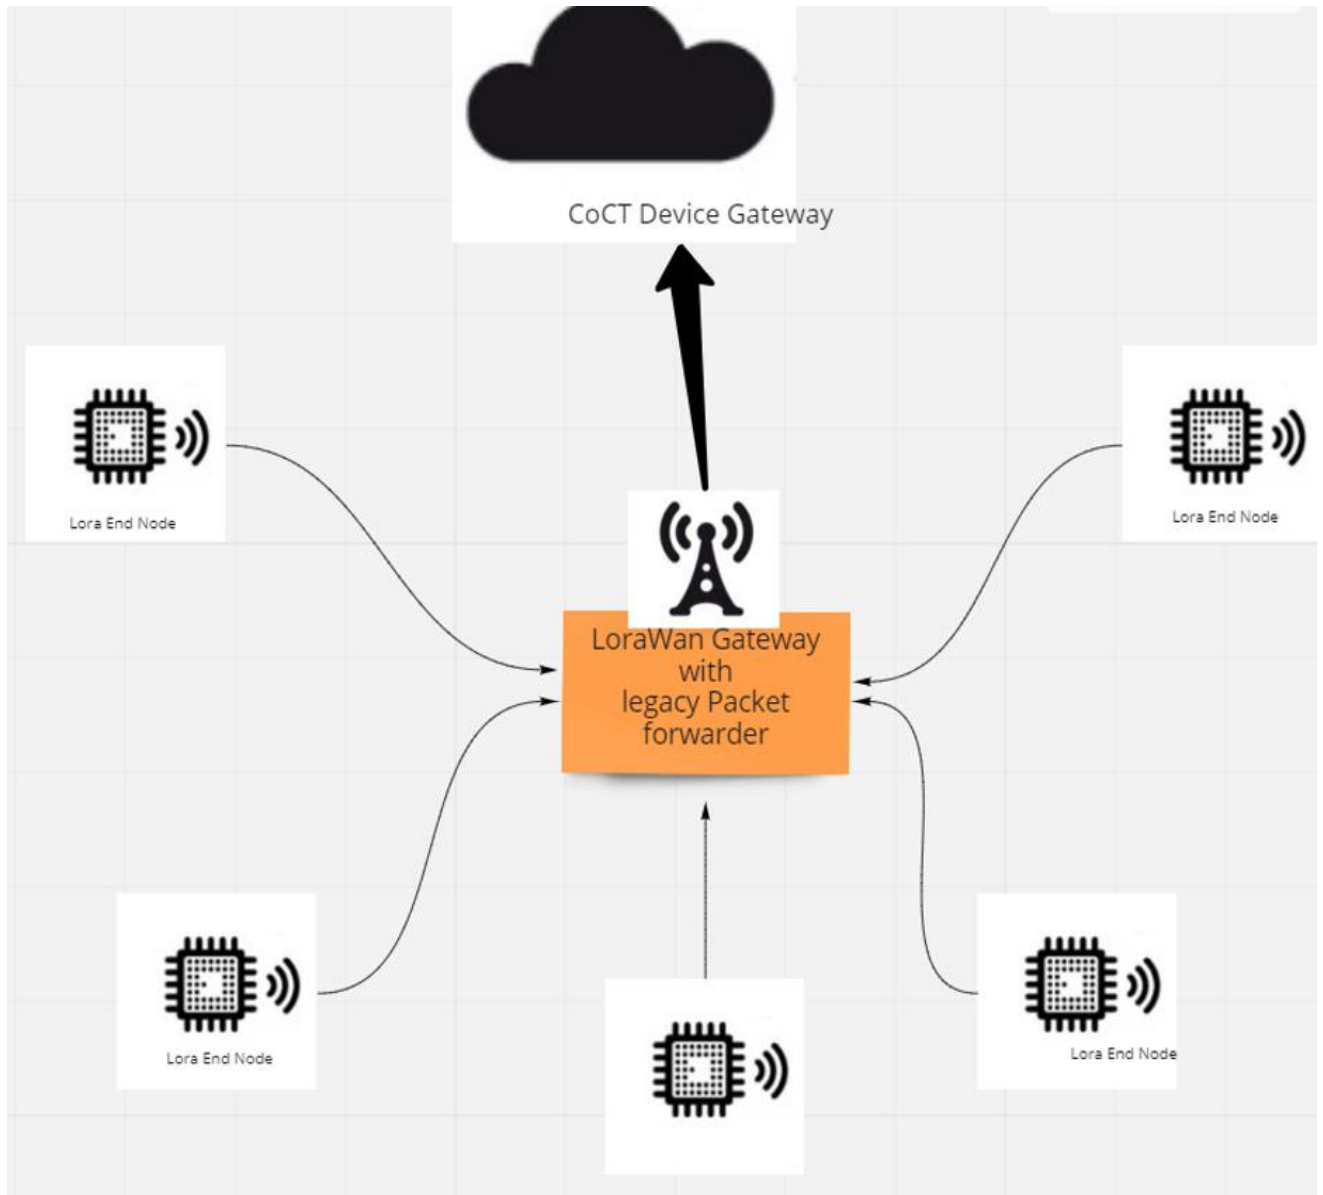 CoCT Device Gateway
Lora End Node
Lora End Node
LoraWan Gateway
with
legacy Packet
forwarder
Lora End Node
Lora End Node